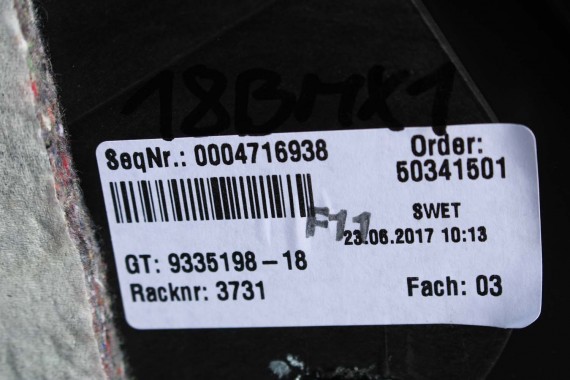 18BMX1
SeqNr.: 0004716938
Order:
50341501
SWET
F11
23.06.2017 10:13
GT: 9335198-18
Racknr: 3731
Fach: 03